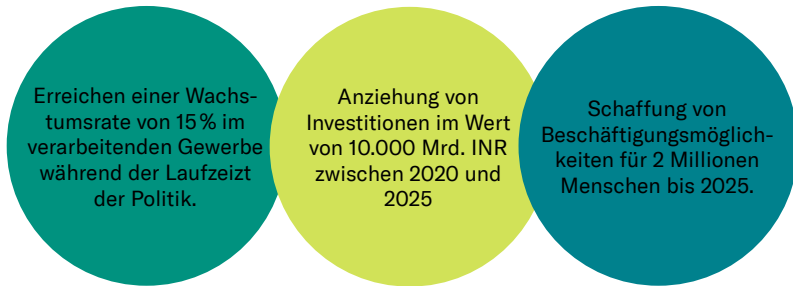 Erreichen einer Wachs-
tumsrate von 15 % im
verarbeitenden Gewerbe
während der Laufzeizt
der Politik.
Anziehung von
Investitionen im Wert
von 10.000 Mrd. INR
zwischen 2020 und
2025
Schaffung von
Beschäftigungsmöglich-
keiten für 2 Millionen
Menschen bis 2025.